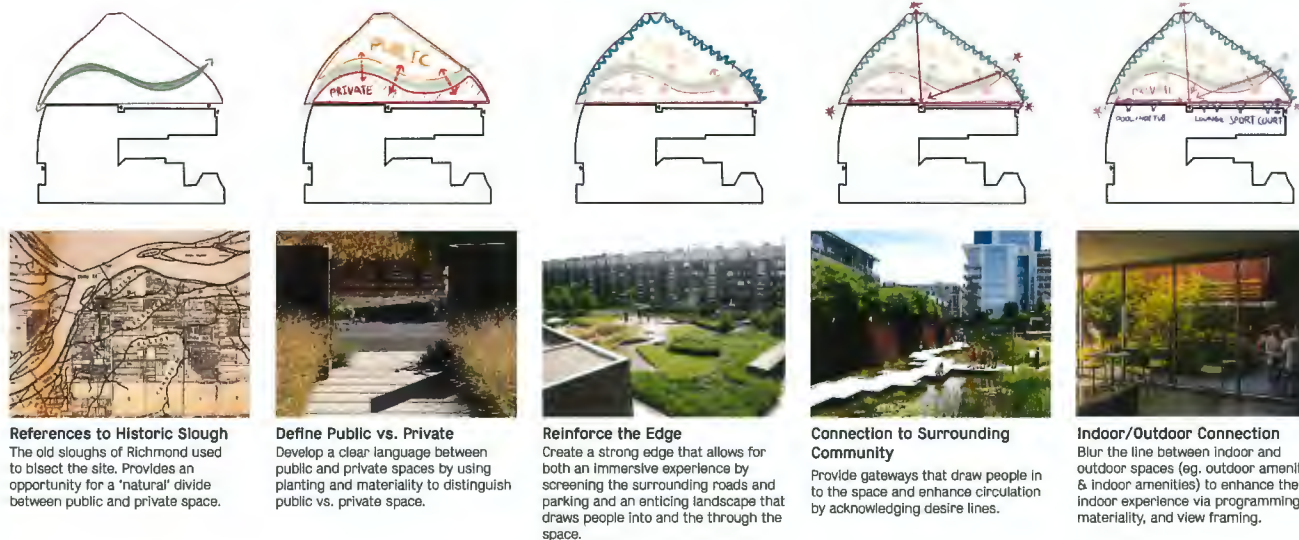 PUBLIC
PRIVATE
LOUNGE SPORT COURT
References to Historic Slough
The old sloughs of Richmond used
to bisect the site. Provides an
opportunity for a 'natural' divide
between public and private space.
Define Public vs. Private
Develop a clear language between
public and private spaces by using
planting and materiality to distinguish
public vs. private space.
Reinforce the Edge
Create a strong edge that allows for
both an immersive experience by
screening the surrounding roads and
parking and an enticing landscape that
draws people into and the through the
space.
Connection to Surrounding
Community
Provide gateways that draw people in
to the space and enhance circulation
by acknowledging desire lines.
Indoor/Outdoor Connection
Blur the line between indoor and
outdoor spaces (eg. outdoor amenit
& indoor amenities) to enhance the
indoor experience via programming
materiality, and view framing.